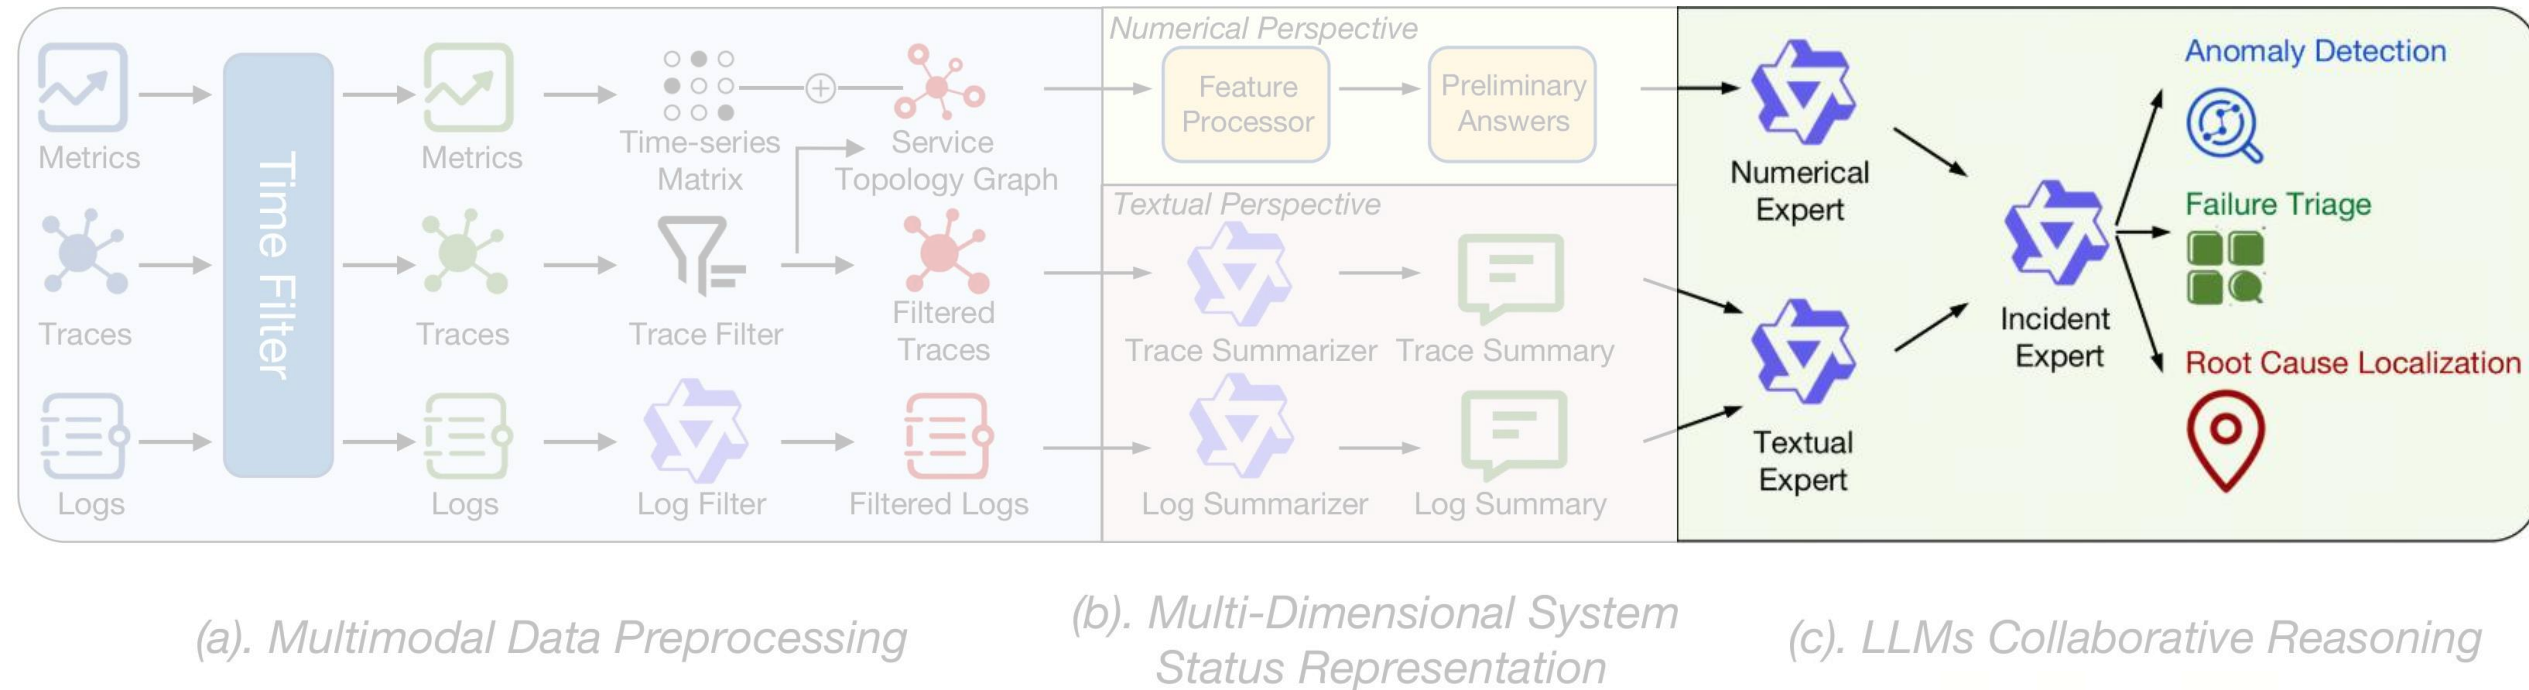 Numerical Perspective
Metrics
Time Filter
Metrics
Time-series
Matrix
Service
Topology Graph
Feature
Processor
Preliminary
Answers
Textual Perspective
Traces
Traces
Trace Filter
Filtered
Traces
Trace Summarizer
Trace Summary
Logs
Logs
Log Filter
Filtered Logs
Log Summarizer
Log Summary
Numerical
Expert
Textual
Expert
Incident
Expert
Anomaly Detection
Failure Triage
Root Cause Localization
(a). Multimodal Data Preprocessing
(b). Multi-Dimensional System
Status Representation
(c). LLMs Collaborative Reasoning